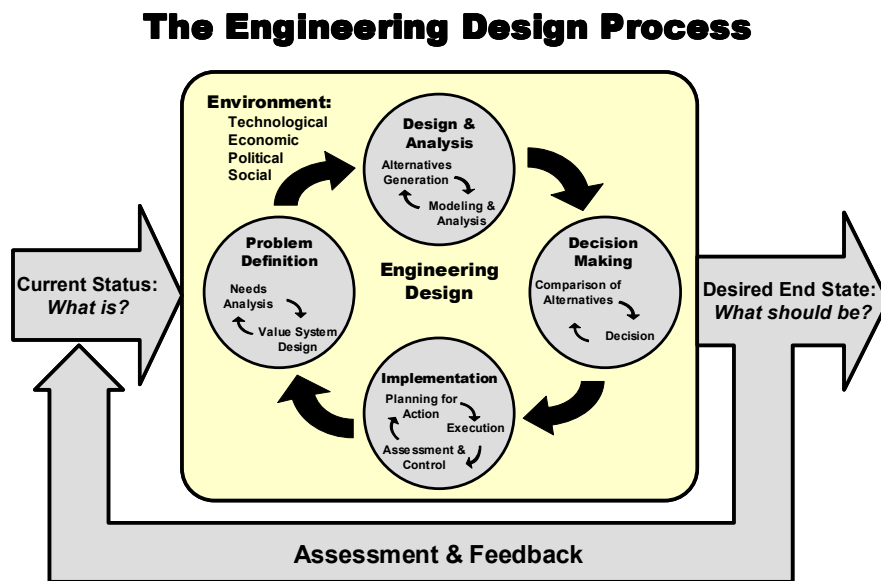 The Engineering Design Process
Environment:
Technological
Economic
Political
Social
Design &
Analysis
Alternatives
Generation
Modeling &
Analysis
Problem
Definition
Needs
Analysis
Value System
Design
Engineering
Design
Decision
Making
Comparison of
Alternatives
Decision
Implementation
Planning for
Action
Execution
Assessment &
Control
Current Status:
What is?
Desired End State:
What should be?
Assessment & Feedback